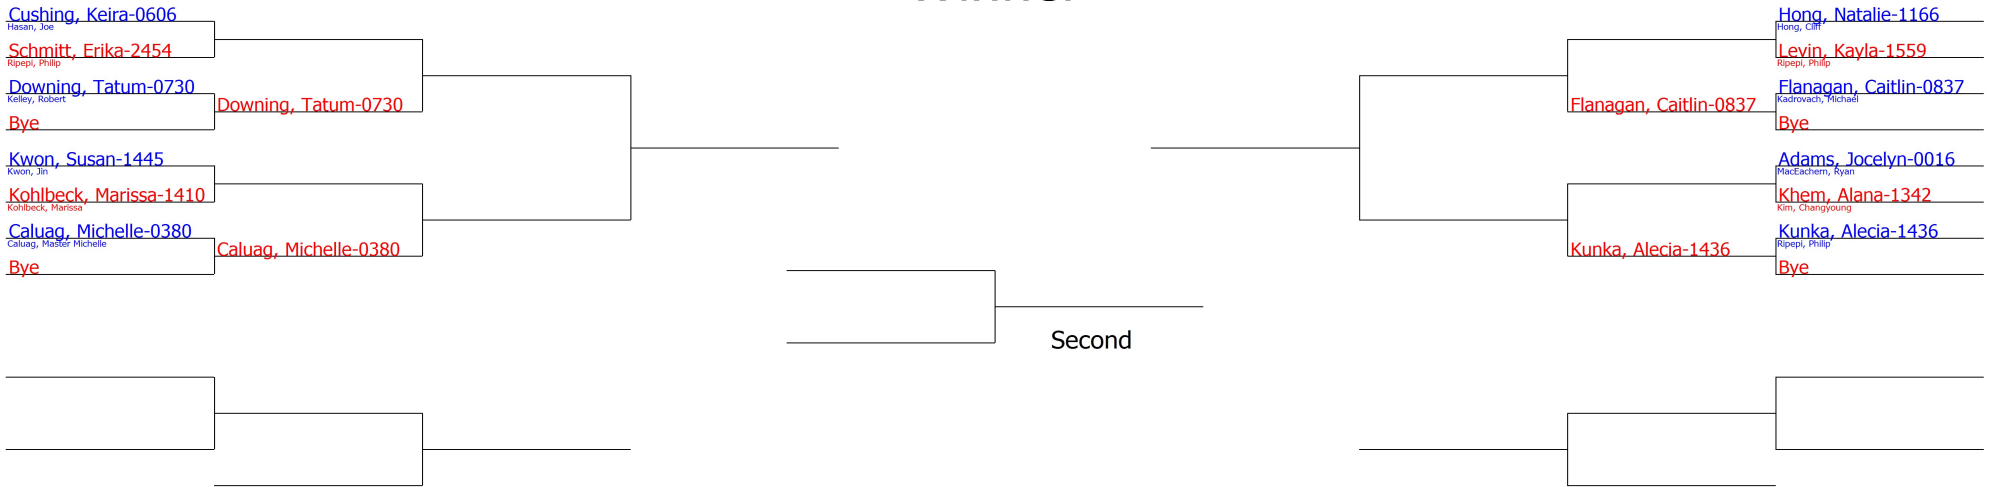 Cushing, Keira-0606
Hasan, Joe
Schmitt, Erika-2454
Ripepi, Philip
Downing, Tatum-0730
Kelley, Robert
Downing, Tatum-0730
Bye
Kwon, Susan-1445
Kwon, Jin
Kohlbeck, Marissa-1410
Kohlbeck, Marissa
Caluag, Michelle-0380
Caluag, Master Michelle
Caluag, Michelle-0380
Bye
Second
Hong, Natalie-1166
Hong, Cliff
Levin, Kayla-1559
Ripepi, Philip
Flanagan, Caitlin-0837
Kadrovach, Michael
Flanagan, Caitlin-0837
Bye
Adams, Jocelyn-0016
MacEachern, Ryan
Khem, Alana-1342
Kim, Changyoung
Kunka, Alecia-1436
Ripepi, Philip
Kunka, Alecia-1436
Bye